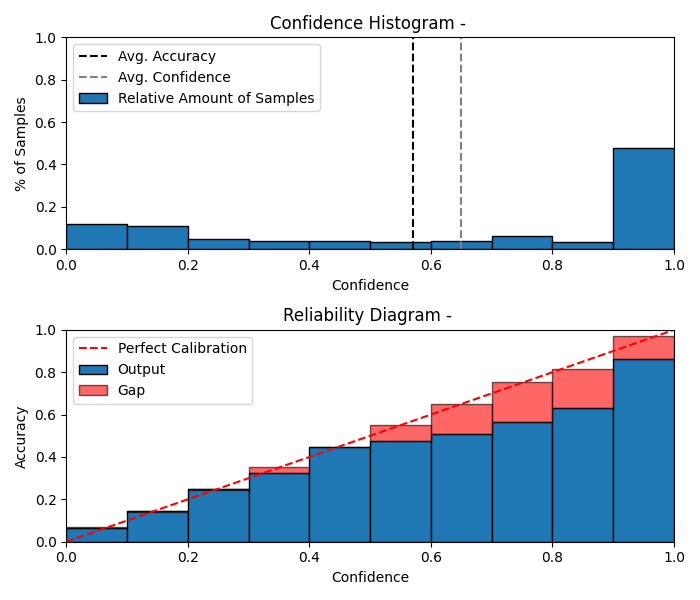 Confidence Histogram -
1.0
0.8
0.6
0.4
0.2
0.0
% of Samples
Avg. Accuracy
Avg. Confidence
Relative Amount of Samples
0.0 0.2 0.4 0.6 0.8 1.0
Confidence
Reliability Diagram -
1.0
0.8
0.6
0.4
0.2
0.0
Accuracy
Perfect Calibration
Output
Gap
0.0 0.2 0.4 0.6 0.8 1.0
Confidence